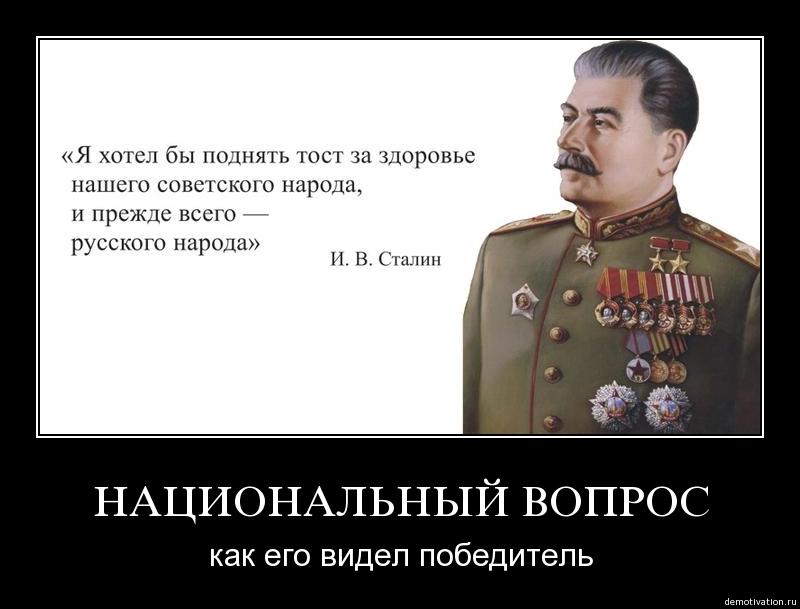 «Я хотел бы поднять тост за здоровье
нашего советского народа,
и прежде всего —
русского народа»
И. В. Сталин
НАЦИОНАЛЬНЫЙ ВОПРОС
как его видел победитель
demotivation.ru